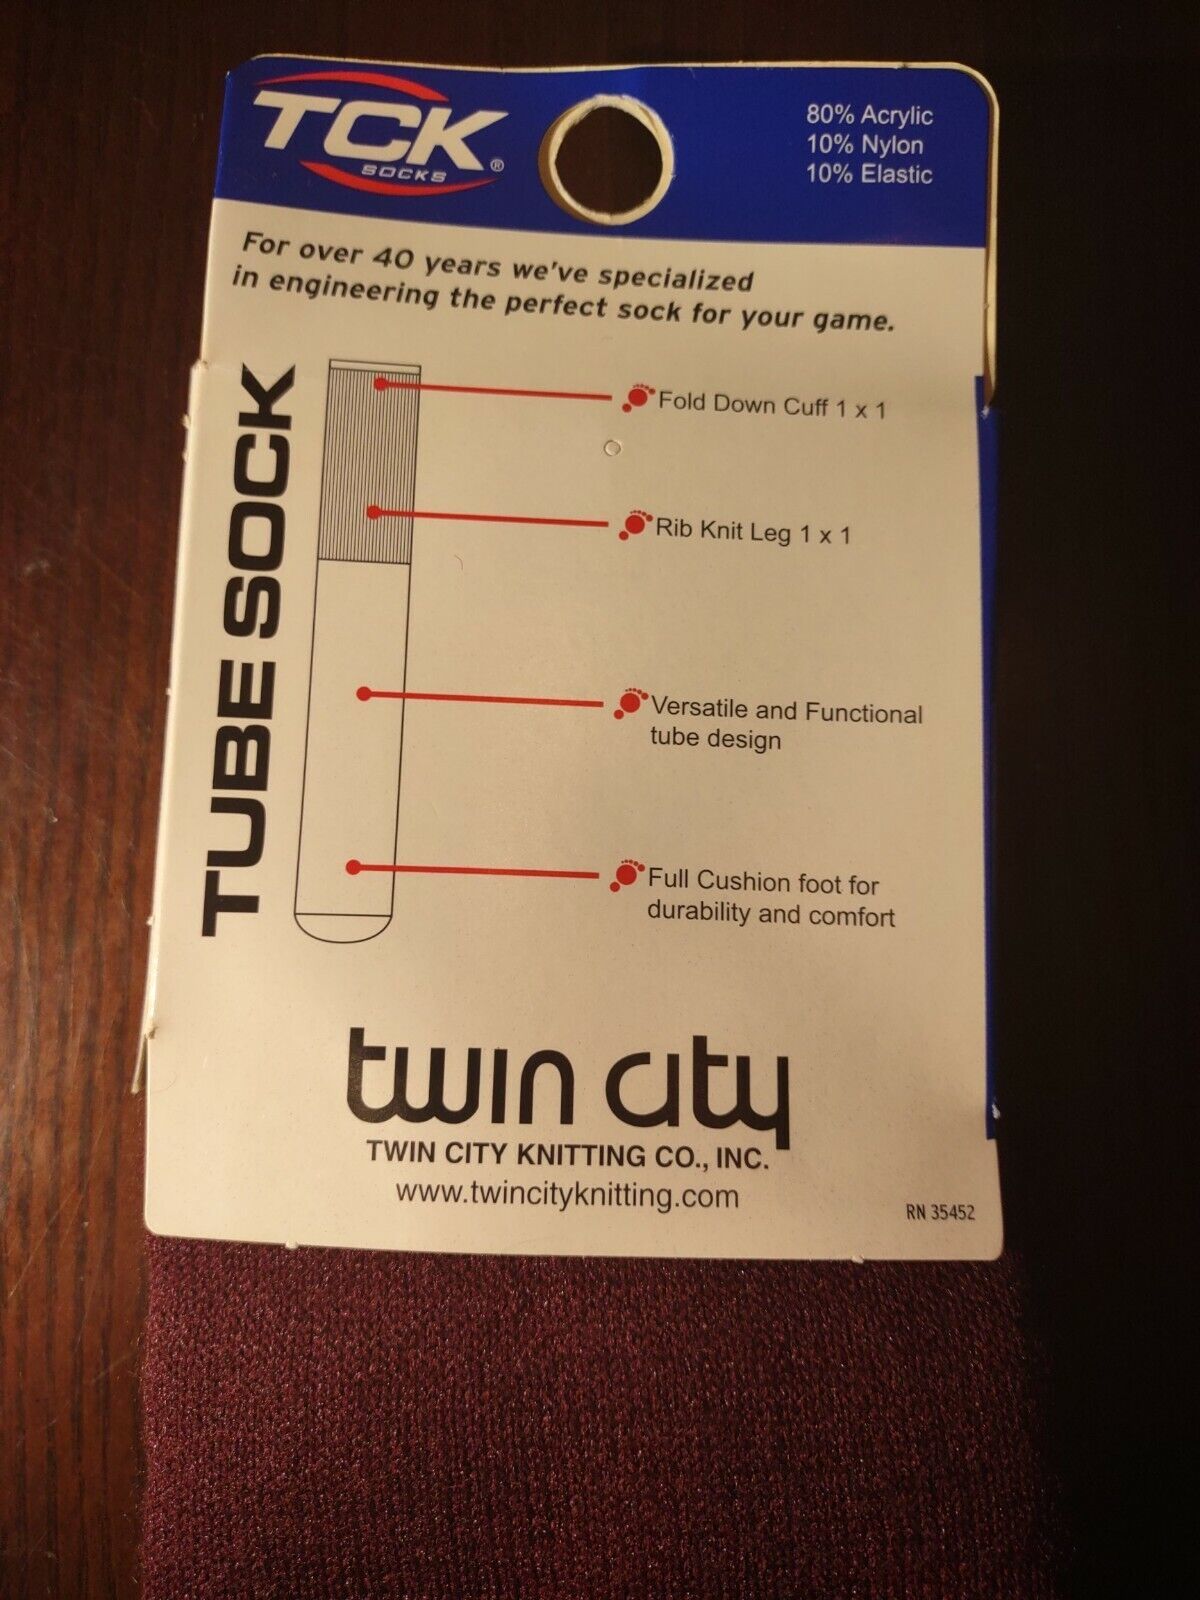 TCK
SOCKS ®
80% Acrylic
10% Nylon
10% Elastic
For over 40 years we've specialized
in engineering the perfect sock for your game.
TUBE SOCK
Fold Down Cuff 1 x 1
Rib Knit Leg 1 x 1
Versatile and Functional
tube design
Full Cushion foot for
durability and comfort
twin city
TWIN CITY KNITTING CO., INC.
www.twincityknitting.com
RN 35452